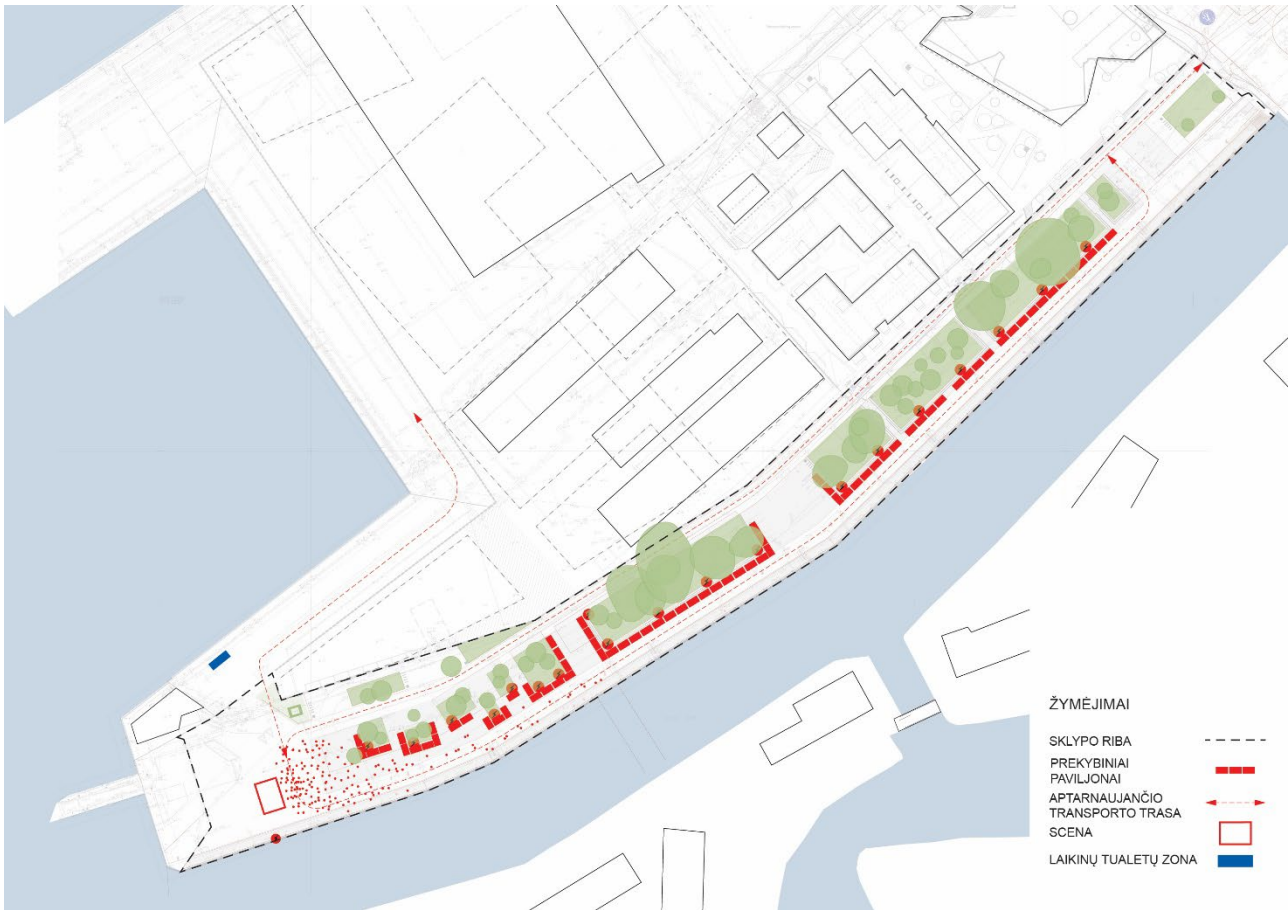 ŽYMĖJIMAI
SKLYPO RIBA
PREKYBINIAI
PAVILJONAI
APTARNAUJANČIO
TRANSPORTO TRASA
SCENA
LAIKINŲ TUALETŲ ZONA